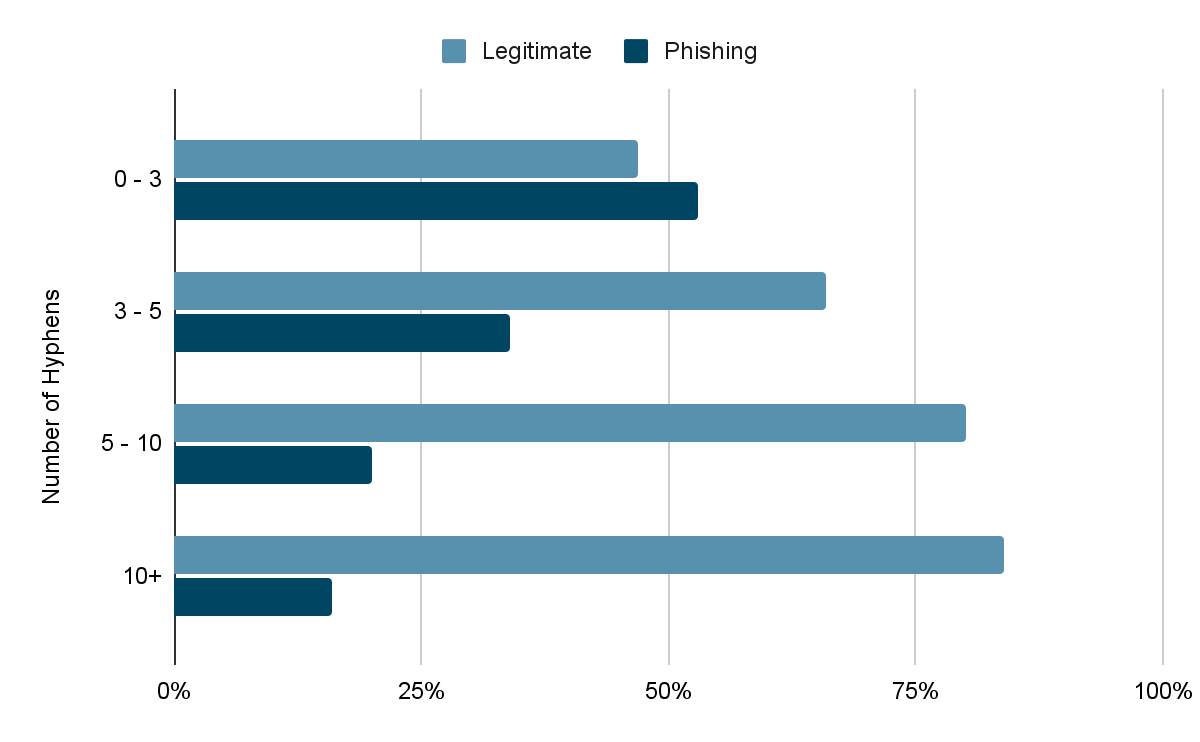 Legitimate Phishing
Number of Hyphens
0 - 3
3 - 5
5 - 10
10+
0% 25% 50% 75% 100%